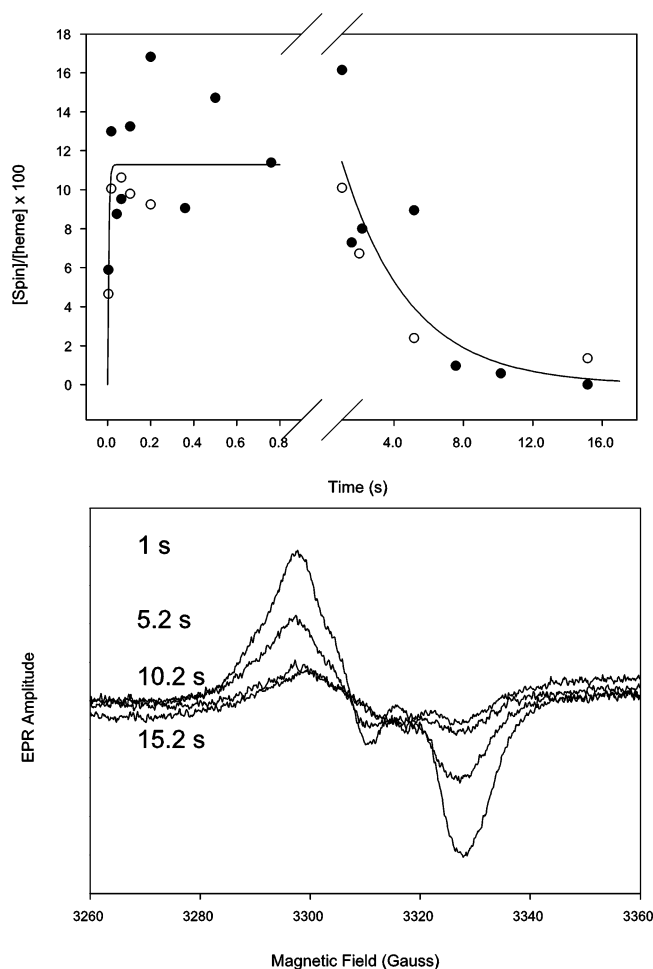 18
16
14
12
10
8
6
4
2
0
[Spin]/[heme] x 100
0.0 0.2 0.4 0.6 0.8 4.0 8.0 12.0 16.0
Time (s)
1 s
5.2 s
10.2 s
15.2 s
EPR Amplitude
3260 3280 3300 3320 3340 3360
Magnetic Field (Gauss)